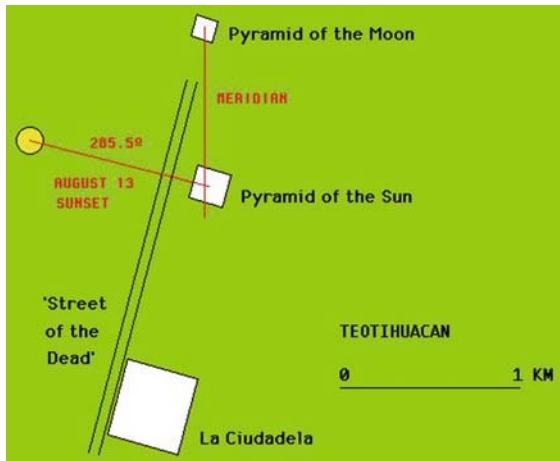 Pyramid of the Moon
MERIDIAN
285.5º
AUGUST 13
SUNSET
Pyramid of the Sun
'Street
of the
Dead'
TEOTIHUACAN
0 1 KM
La Ciudadela